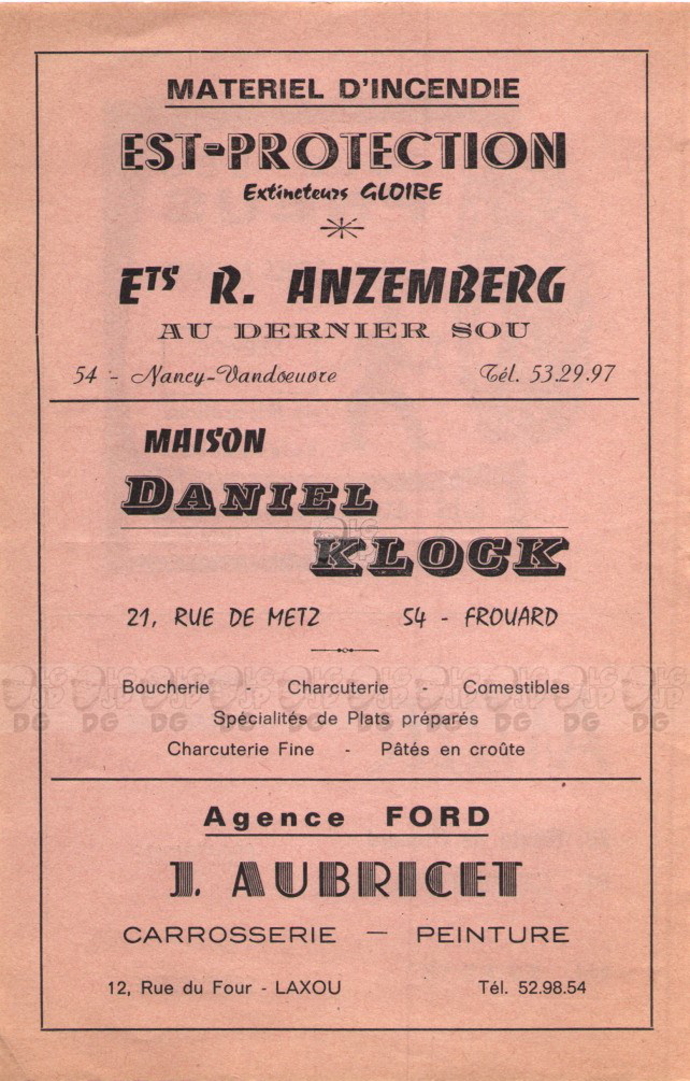 MATERIEL D'INCENDIE
EST-PROTECTION
Extincteurs GLOIRE
ETS R. ANZEMBERG
AU DERNIER SOU
54 - Nancy-Vandoeuvre Tél. 53.29.97
MAISON
DANIEL
KLOCK
21, RUE DE METZ 54 - FROUARD
Boucherie - Charcuterie - Comestibles
Spécialités de Plats préparés
Charcuterie Fine - Pâtés en croûte
Agence FORD
J. AUBRICET
CARROSSERIE — PEINTURE
12, Rue du Four - LAXOU Tél. 52.98.54